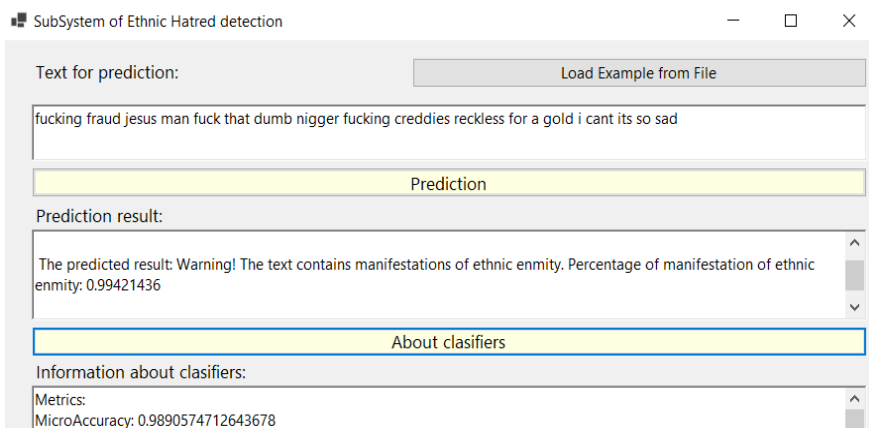 SubSystem of Ethnic Hatred detection
Text for prediction:
Load Example from File
fucking fraud jesus man fuck that dumb nigger fucking creddies reckless for a gold i cant its so sad
Prediction
Prediction result:
The predicted result: Warning! The text contains manifestations of ethnic enmity. Percentage of manifestation of ethnic
enmity: 0.99421436
About clasifiers
Information about clasifiers:
Metrics:
MicroAccuracy: 0.9890574712643678